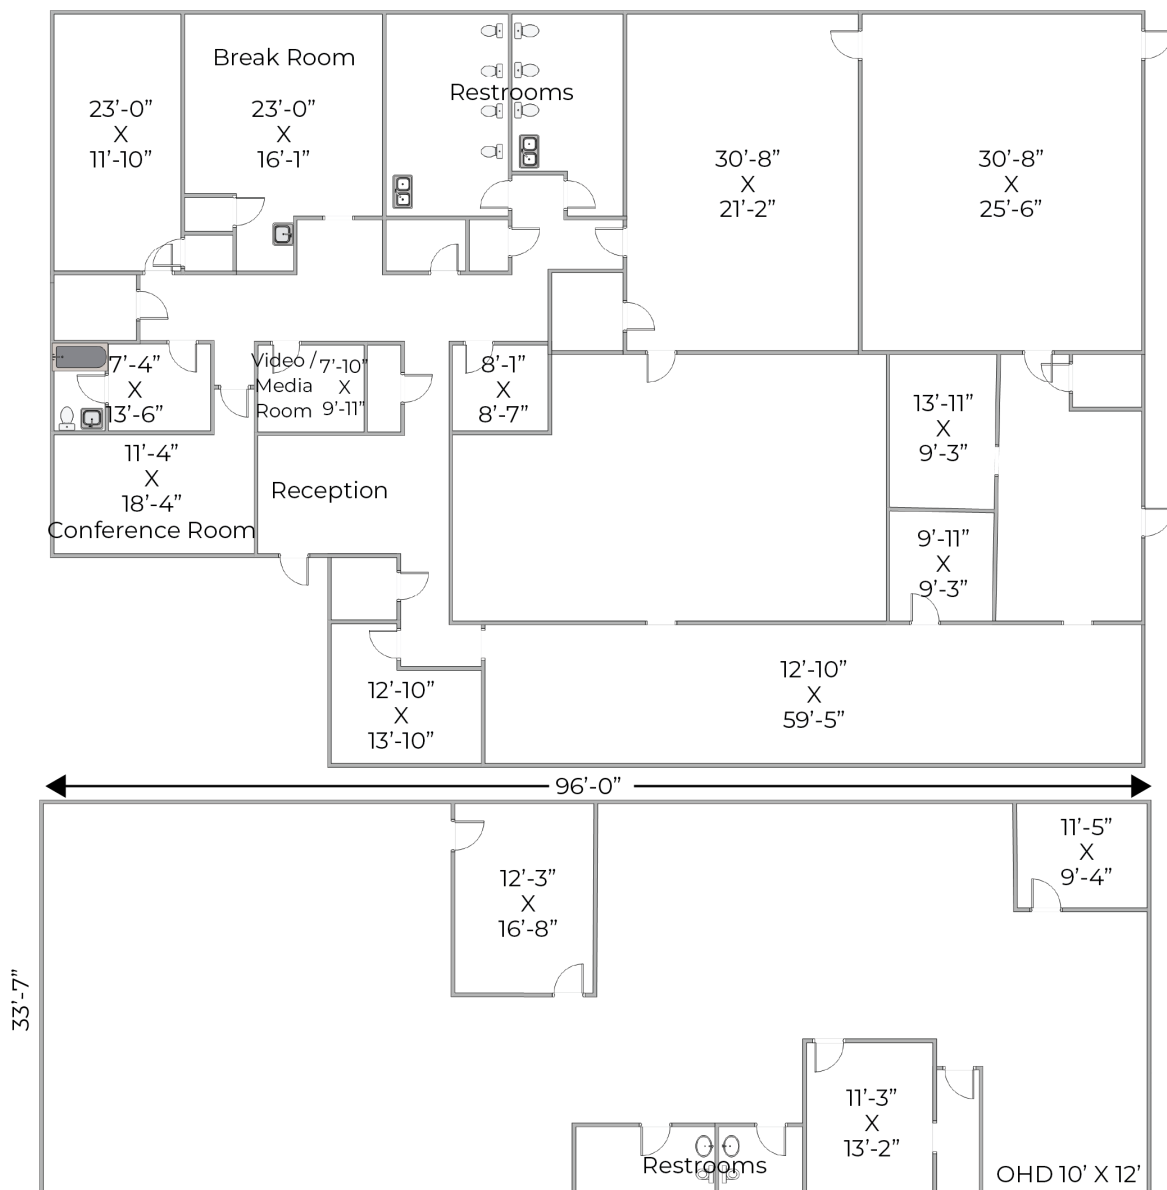 Break Room
23’-0”
X
11’-10”
23’-0”
X
16’-1”
Restrooms
30’-8”
X
21’-2”
30’-8”
X
25’-6”
7’-4”
X
13’-6”
Video /
Media
Room
7’-10”
X
9’-11”
8’-1”
X
8’-7”
13’-11”
X
9’-3”
11’-4”
X
18’-4”
Conference Room
Reception
9’-11”
X
9’-3”
12’-10”
X
13’-10”
12’-10”
X
59’-5”
96’-0”
12’-3”
X
16’-8”
11’-5”
X
9’-4”
33’-7”
11’-3”
X
13’-2”
Restrooms
OHD 10’ X 12’